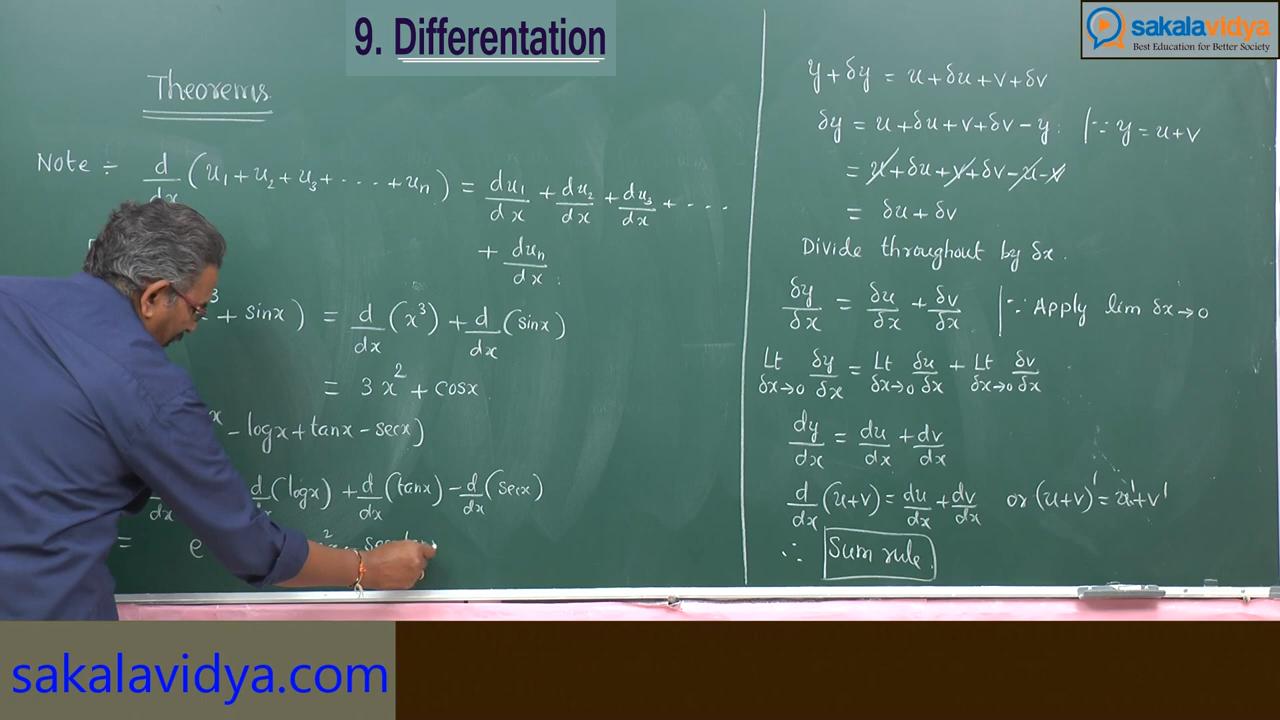 9. Differentation
sakalavidya
Best Education for Better Society
Theorems
Note ÷ d/dx (u₁ + u₂ + u₃ + . . . . + uₙ) = du₁/dx + du₂/dx + du₃/dx + . . . .
+ duₙ/dx .
³ + sinx) = d/dx (x³) + d/dx (sinx)
= 3x² + cosx
x - logx + tanx - secx)
dx d/dx (logx) + d/dx (tanx) - d/dx (secx)
= e
y + δy = u + δu + v + δv
δy = u + δu + v + δv - y . | ∵ y = u + v
= u + δu + v + δv - u - v
= δu + δv
Divide throughout by δx .
δy/δx = δu/δx + δv/δx | ∵ Apply lim δx→0
Lt δx→0 δy/δx = Lt δx→0 δu/δx + Lt δx→0 δv/δx
dy/dx = du/dx + dv/dx
d/dx (u+v) = du/dx + dv/dx or (u+v)' = u'+v'
∴ Sum rule.
sakalavidya.com